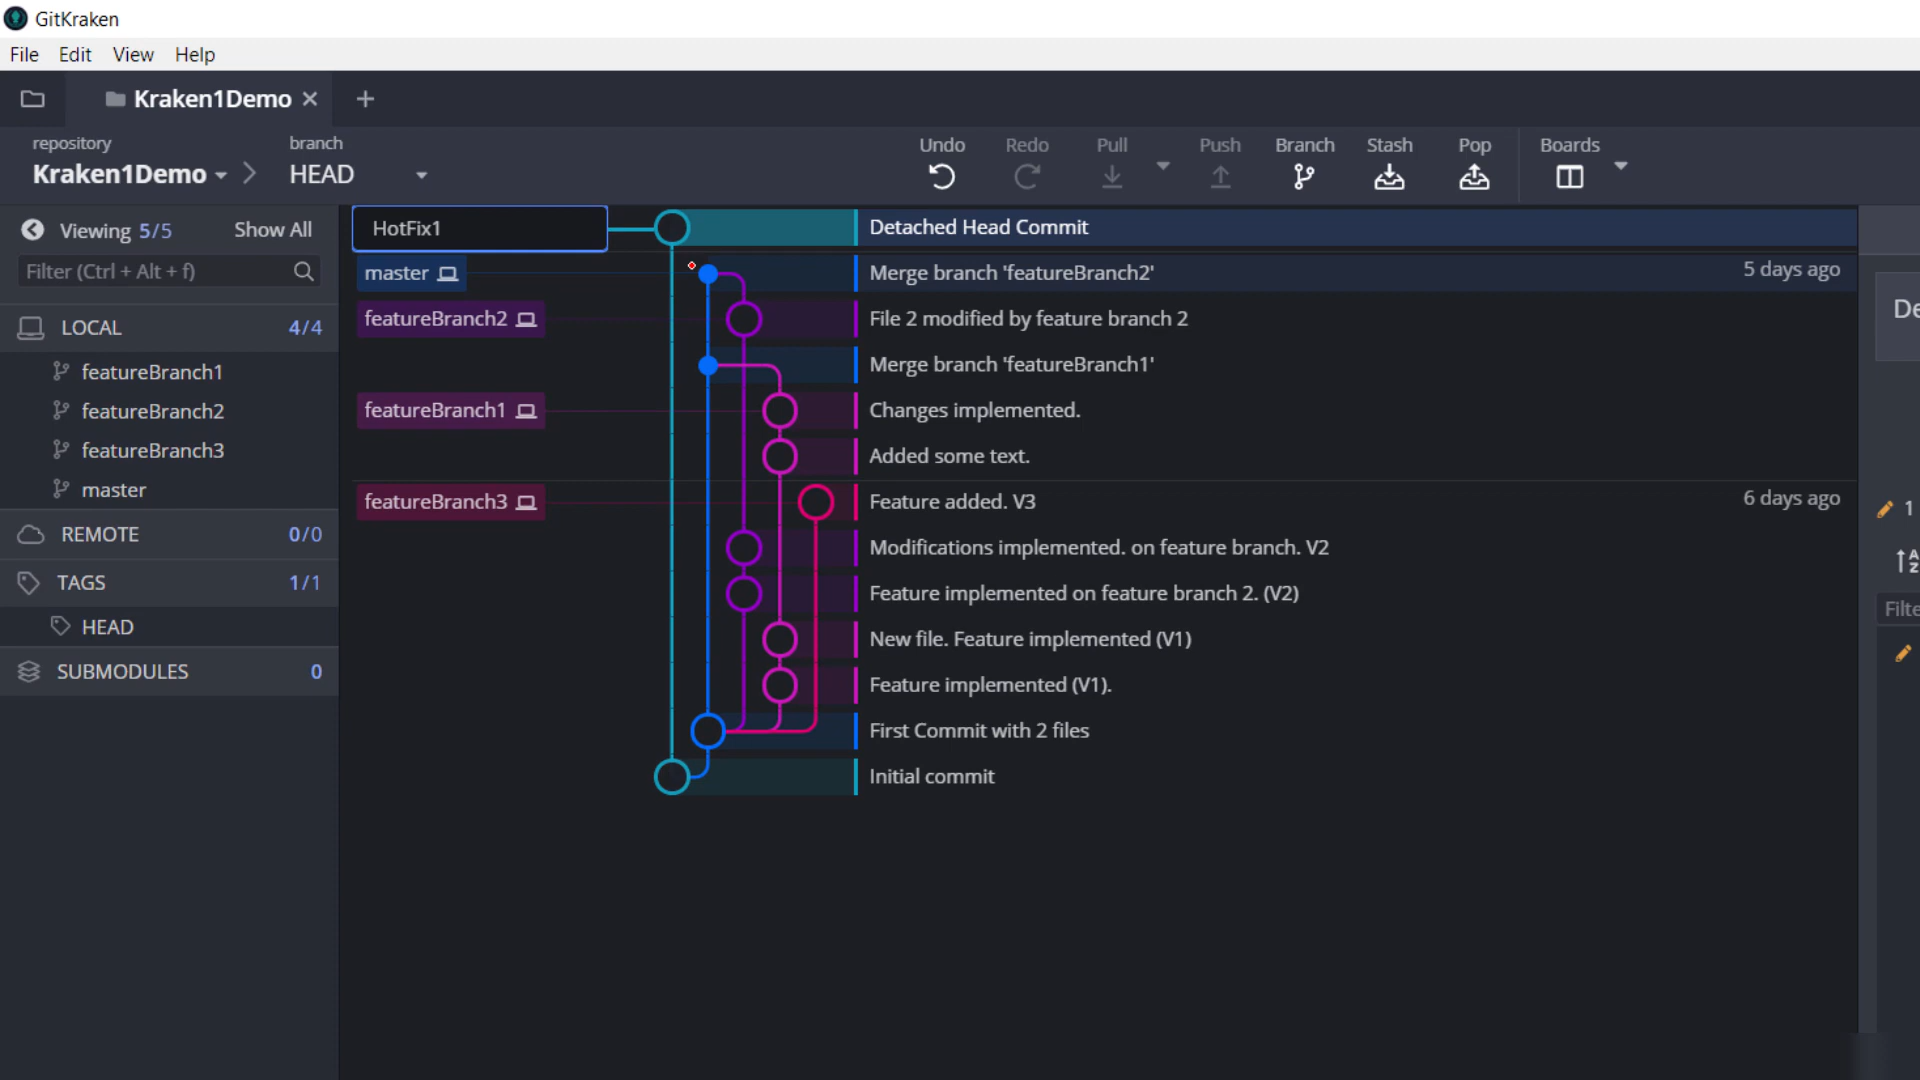 GitKraken
File Edit View Help
Kraken1Demo
repository
Kraken1Demo
branch
HEAD
Undo Redo Pull Push Branch Stash Pop Boards
Viewing 5/5 Show All
Filter (Ctrl + Alt + f)
LOCAL 4/4
featureBranch1
featureBranch2
featureBranch3
master
REMOTE 0/0
TAGS 1/1
HEAD
SUBMODULES 0
HotFix1 Detached Head Commit
master Merge branch 'featureBranch2' 5 days ago
featureBranch2 File 2 modified by feature branch 2
Merge branch 'featureBranch1'
featureBranch1 Changes implemented.
Added some text.
featureBranch3 Feature added. V3 6 days ago
Modifications implemented. on feature branch. V2
Feature implemented on feature branch 2. (V2)
New file. Feature implemented (V1)
Feature implemented (V1).
First Commit with 2 files
Initial commit
De
1
AZ
Filte